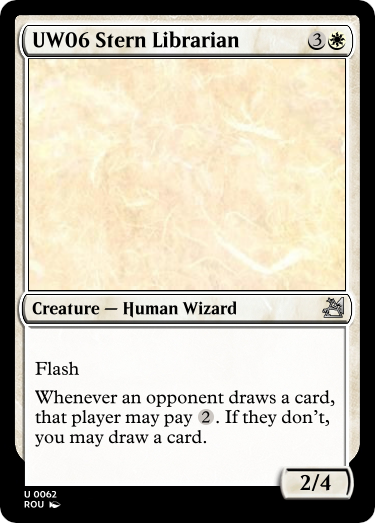 UW06 Stern Librarian 3
Creature — Human Wizard
Flash
Whenever an opponent draws a card,
that player may pay 2. If they don't,
you may draw a card.
2/4
U 0062
ROU